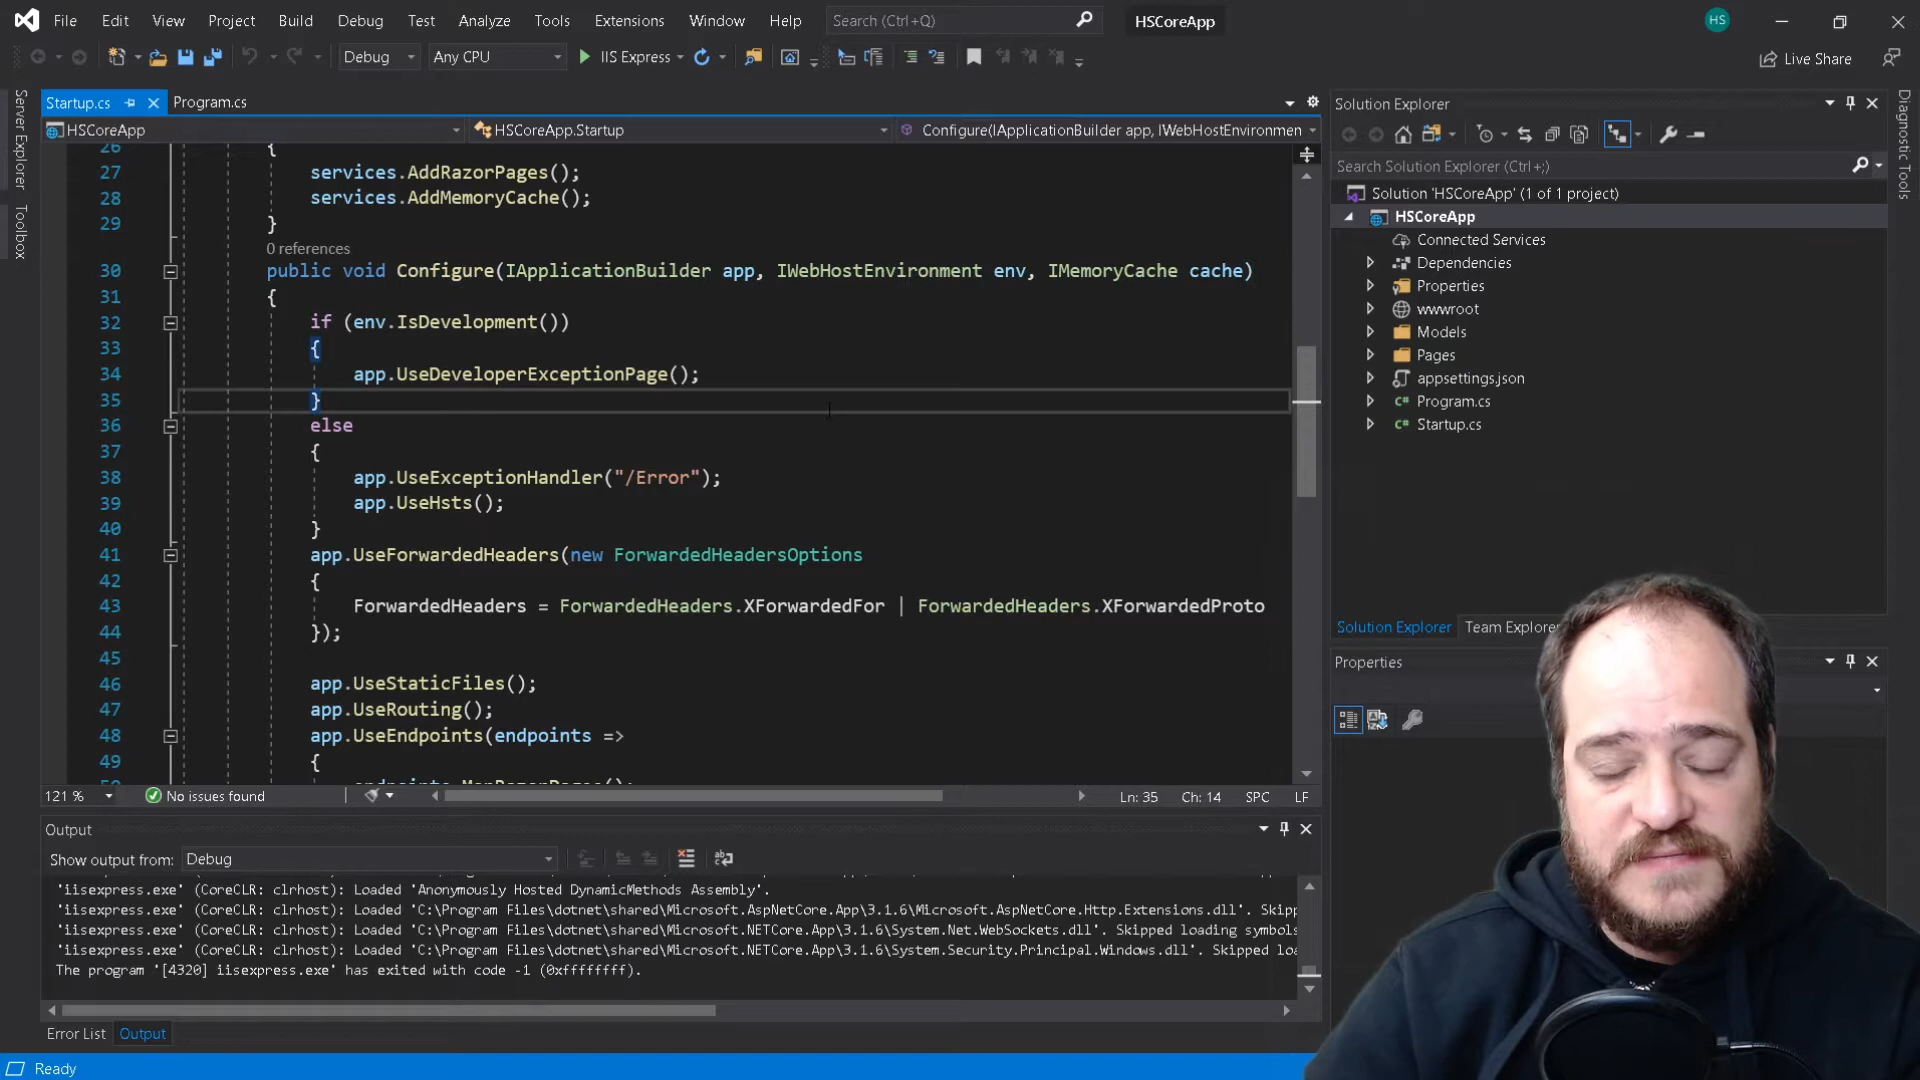 File Edit View Project Build Debug Test Analyze Tools Extensions Window Help Search (Ctrl+Q) HSCoreApp HS
Debug Any CPU IIS Express Live Share
Server Explorer
Toolbox
Startup.cs Program.cs
HSCoreApp HSCoreApp.Startup Configure(IApplicationBuilder app, IWebHostEnvironmen
26 {
27 services.AddRazorPages();
28 services.AddMemoryCache();
29 }
0 references
30 public void Configure(IApplicationBuilder app, IWebHostEnvironment env, IMemoryCache cache)
31 {
32 if (env.IsDevelopment())
33 {
34 app.UseDeveloperExceptionPage();
35 }
36 else
37 {
38 app.UseExceptionHandler("/Error");
39 app.UseHsts();
40 }
41 app.UseForwardedHeaders(new ForwardedHeadersOptions
42 {
43 ForwardedHeaders = ForwardedHeaders.XForwardedFor | ForwardedHeaders.XForwardedProto
44 });
45
46 app.UseStaticFiles();
47 app.UseRouting();
48 app.UseEndpoints(endpoints =>
49 {
50 endpoints.MapRazorPages();
121 % No issues found Ln: 35 Ch: 14 SPC LF
Output
Show output from: Debug
'iisexpress.exe' (CoreCLR: clrhost): Loaded 'Anonymously Hosted DynamicMethods Assembly'.
'iisexpress.exe' (CoreCLR: clrhost): Loaded 'C:\Program Files\dotnet\shared\Microsoft.AspNetCore.App\3.1.6\Microsoft.AspNetCore.Http.Extensions.dll'. Skipp
'iisexpress.exe' (CoreCLR: clrhost): Loaded 'C:\Program Files\dotnet\shared\Microsoft.NETCore.App\3.1.6\System.Net.WebSockets.dll'. Skipped loading symbols
'iisexpress.exe' (CoreCLR: clrhost): Loaded 'C:\Program Files\dotnet\shared\Microsoft.NETCore.App\3.1.6\System.Security.Principal.Windows.dll'. Skipped loa
The program '[4320] iisexpress.exe' has exited with code -1 (0xffffffff).
Error List Output
Ready
Solution Explorer
Search Solution Explorer (Ctrl+;)
Solution 'HSCoreApp' (1 of 1 project)
HSCoreApp
Connected Services
Dependencies
Properties
wwwroot
Models
Pages
appsettings.json
Program.cs
Startup.cs
Solution Explorer Team Explorer
Properties
Diagnostic Tools